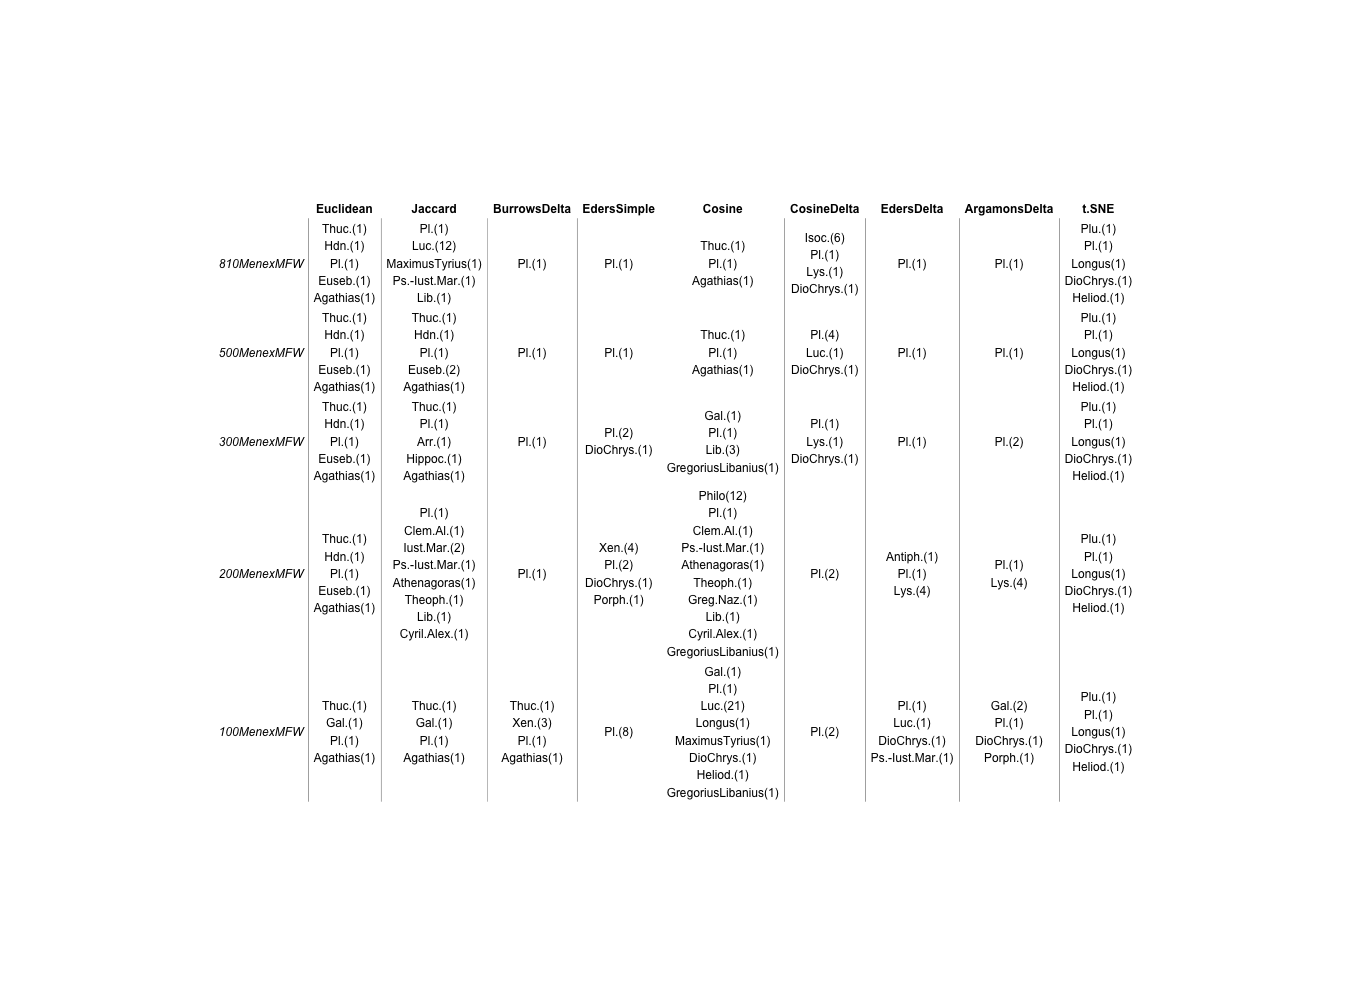 Euclidean Jaccard BurrowsDelta EdersSimple Cosine CosineDelta EdersDelta ArgamonsDelta t.SNE
810MenexMFW
Thuc.(1)
Hdn.(1)
Pl.(1)
Euseb.(1)
Agathias(1)
Pl.(1)
Luc.(12)
MaximusTyrius(1)
Ps.-Iust.Mar.(1)
Lib.(1)
Pl.(1)
Pl.(1)
Thuc.(1)
Pl.(1)
Agathias(1)
Isoc.(6)
Pl.(1)
Lys.(1)
DioChrys.(1)
Pl.(1)
Pl.(1)
Plu.(1)
Pl.(1)
Longus(1)
DioChrys.(1)
Heliod.(1)
500MenexMFW
Thuc.(1)
Hdn.(1)
Pl.(1)
Euseb.(1)
Agathias(1)
Thuc.(1)
Hdn.(1)
Pl.(1)
Euseb.(2)
Agathias(1)
Pl.(1)
Pl.(1)
Thuc.(1)
Pl.(1)
Agathias(1)
Pl.(4)
Luc.(1)
DioChrys.(1)
Pl.(1)
Pl.(1)
Plu.(1)
Pl.(1)
Longus(1)
DioChrys.(1)
Heliod.(1)
300MenexMFW
Thuc.(1)
Hdn.(1)
Pl.(1)
Euseb.(1)
Agathias(1)
Thuc.(1)
Pl.(1)
Arr.(1)
Hippoc.(1)
Agathias(1)
Pl.(1)
Pl.(2)
DioChrys.(1)
Gal.(1)
Pl.(1)
Lib.(3)
GregoriusLibanius(1)
Pl.(1)
Lys.(1)
DioChrys.(1)
Pl.(1)
Pl.(2)
Plu.(1)
Pl.(1)
Longus(1)
DioChrys.(1)
Heliod.(1)
200MenexMFW
Thuc.(1)
Hdn.(1)
Pl.(1)
Euseb.(1)
Agathias(1)
Pl.(1)
Clem.Al.(1)
Iust.Mar.(2)
Ps.-Iust.Mar.(1)
Athenagoras(1)
Theoph.(1)
Lib.(1)
Cyril.Alex.(1)
Pl.(1)
Xen.(4)
Pl.(2)
DioChrys.(1)
Porph.(1)
Philo(12)
Pl.(1)
Clem.Al.(1)
Ps.-Iust.Mar.(1)
Athenagoras(1)
Theoph.(1)
Greg.Naz.(1)
Lib.(1)
Cyril.Alex.(1)
GregoriusLibanius(1)
Pl.(2)
Antiph.(1)
Pl.(1)
Lys.(4)
Pl.(1)
Lys.(4)
Plu.(1)
Pl.(1)
Longus(1)
DioChrys.(1)
Heliod.(1)
100MenexMFW
Thuc.(1)
Gal.(1)
Pl.(1)
Agathias(1)
Thuc.(1)
Gal.(1)
Pl.(1)
Agathias(1)
Thuc.(1)
Xen.(3)
Pl.(1)
Agathias(1)
Pl.(8)
Gal.(1)
Pl.(1)
Luc.(21)
Longus(1)
MaximusTyrius(1)
DioChrys.(1)
Heliod.(1)
GregoriusLibanius(1)
Pl.(2)
Pl.(1)
Luc.(1)
DioChrys.(1)
Ps.-Iust.Mar.(1)
Gal.(2)
Pl.(1)
DioChrys.(1)
Porph.(1)
Plu.(1)
Pl.(1)
Longus(1)
DioChrys.(1)
Heliod.(1)